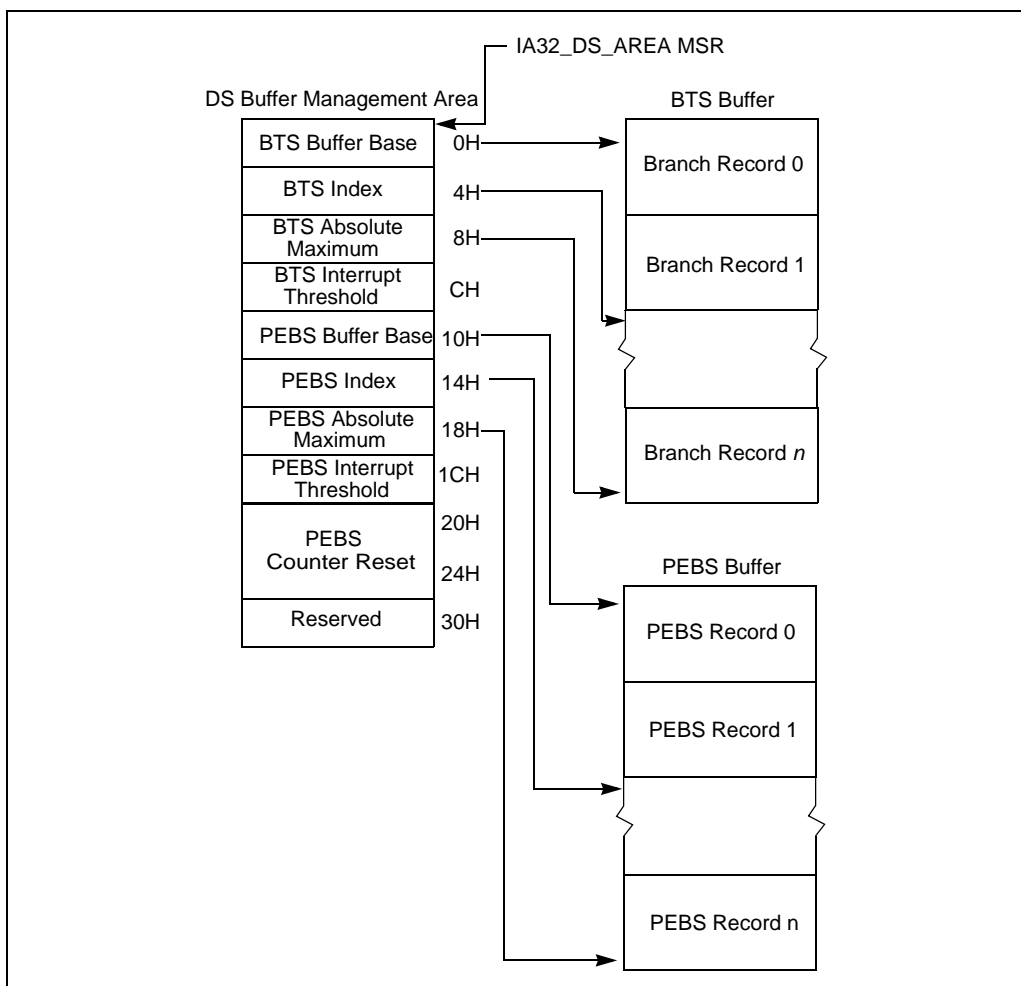 IA32_DS_AREA MSR
DS Buffer Management Area
BTS Buffer Base 0H
BTS Index 4H
BTS Absolute
Maximum 8H
BTS Interrupt
Threshold CH
PEBS Buffer Base 10H
PEBS Index 14H
PEBS Absolute
Maximum 18H
PEBS Interrupt
Threshold 1CH
20H
PEBS
Counter Reset
24H
Reserved 30H
BTS Buffer
Branch Record 0
Branch Record 1
Branch Record n
PEBS Buffer
PEBS Record 0
PEBS Record 1
PEBS Record n